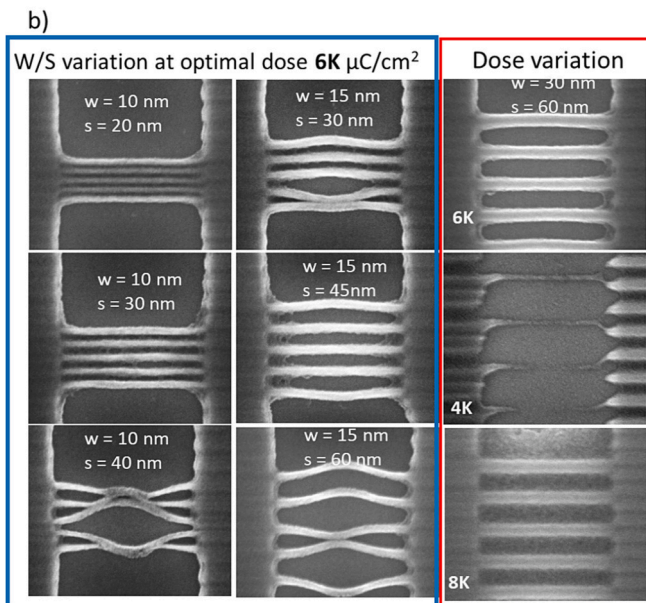 b)
W/S variation at optimal dose 6K μC/cm²
Dose variation
w = 10 nm
s = 20 nm
w = 15 nm
s = 30 nm
w = 30 nm
s = 60 nm
6K
w = 10 nm
s = 30 nm
w = 15 nm
s = 45nm
4K
w = 10 nm
s = 40 nm
w = 15 nm
s = 60 nm
8K